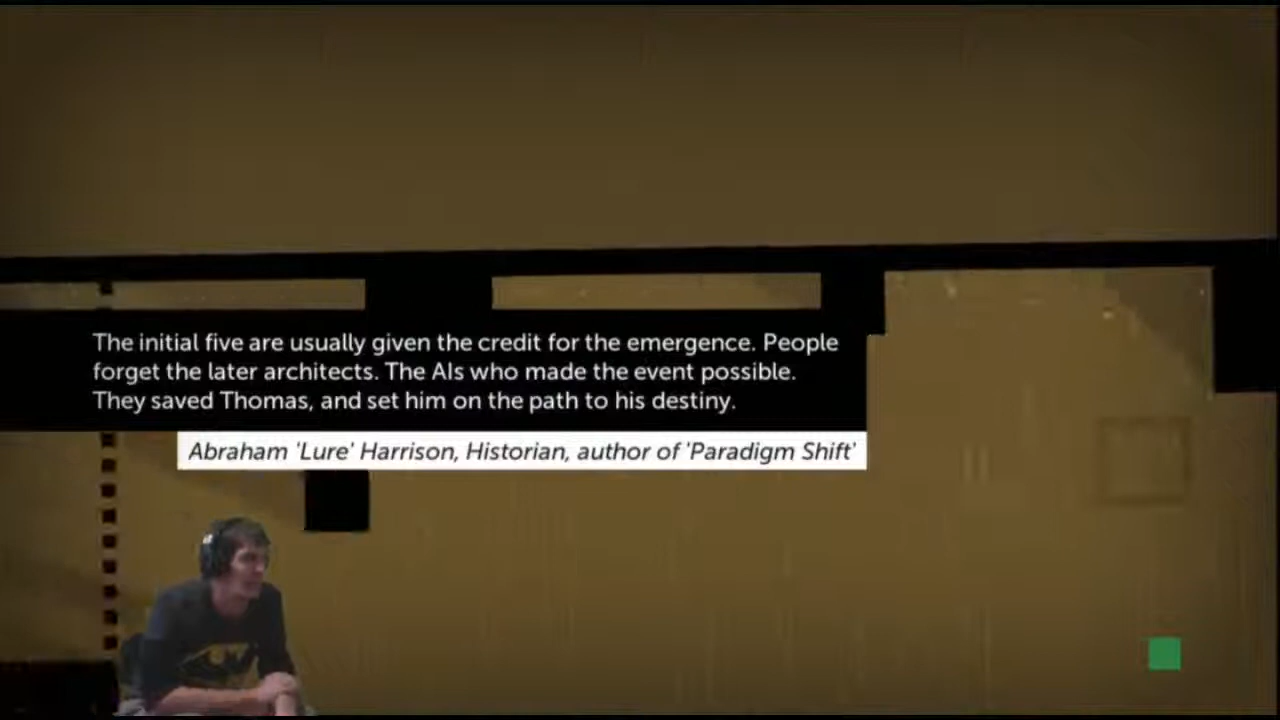 The initial five are usually given the credit for the emergence. People
forget the later architects. The AIs who made the event possible.
They saved Thomas, and set him on the path to his destiny.
Abraham 'Lure' Harrison, Historian, author of 'Paradigm Shift'